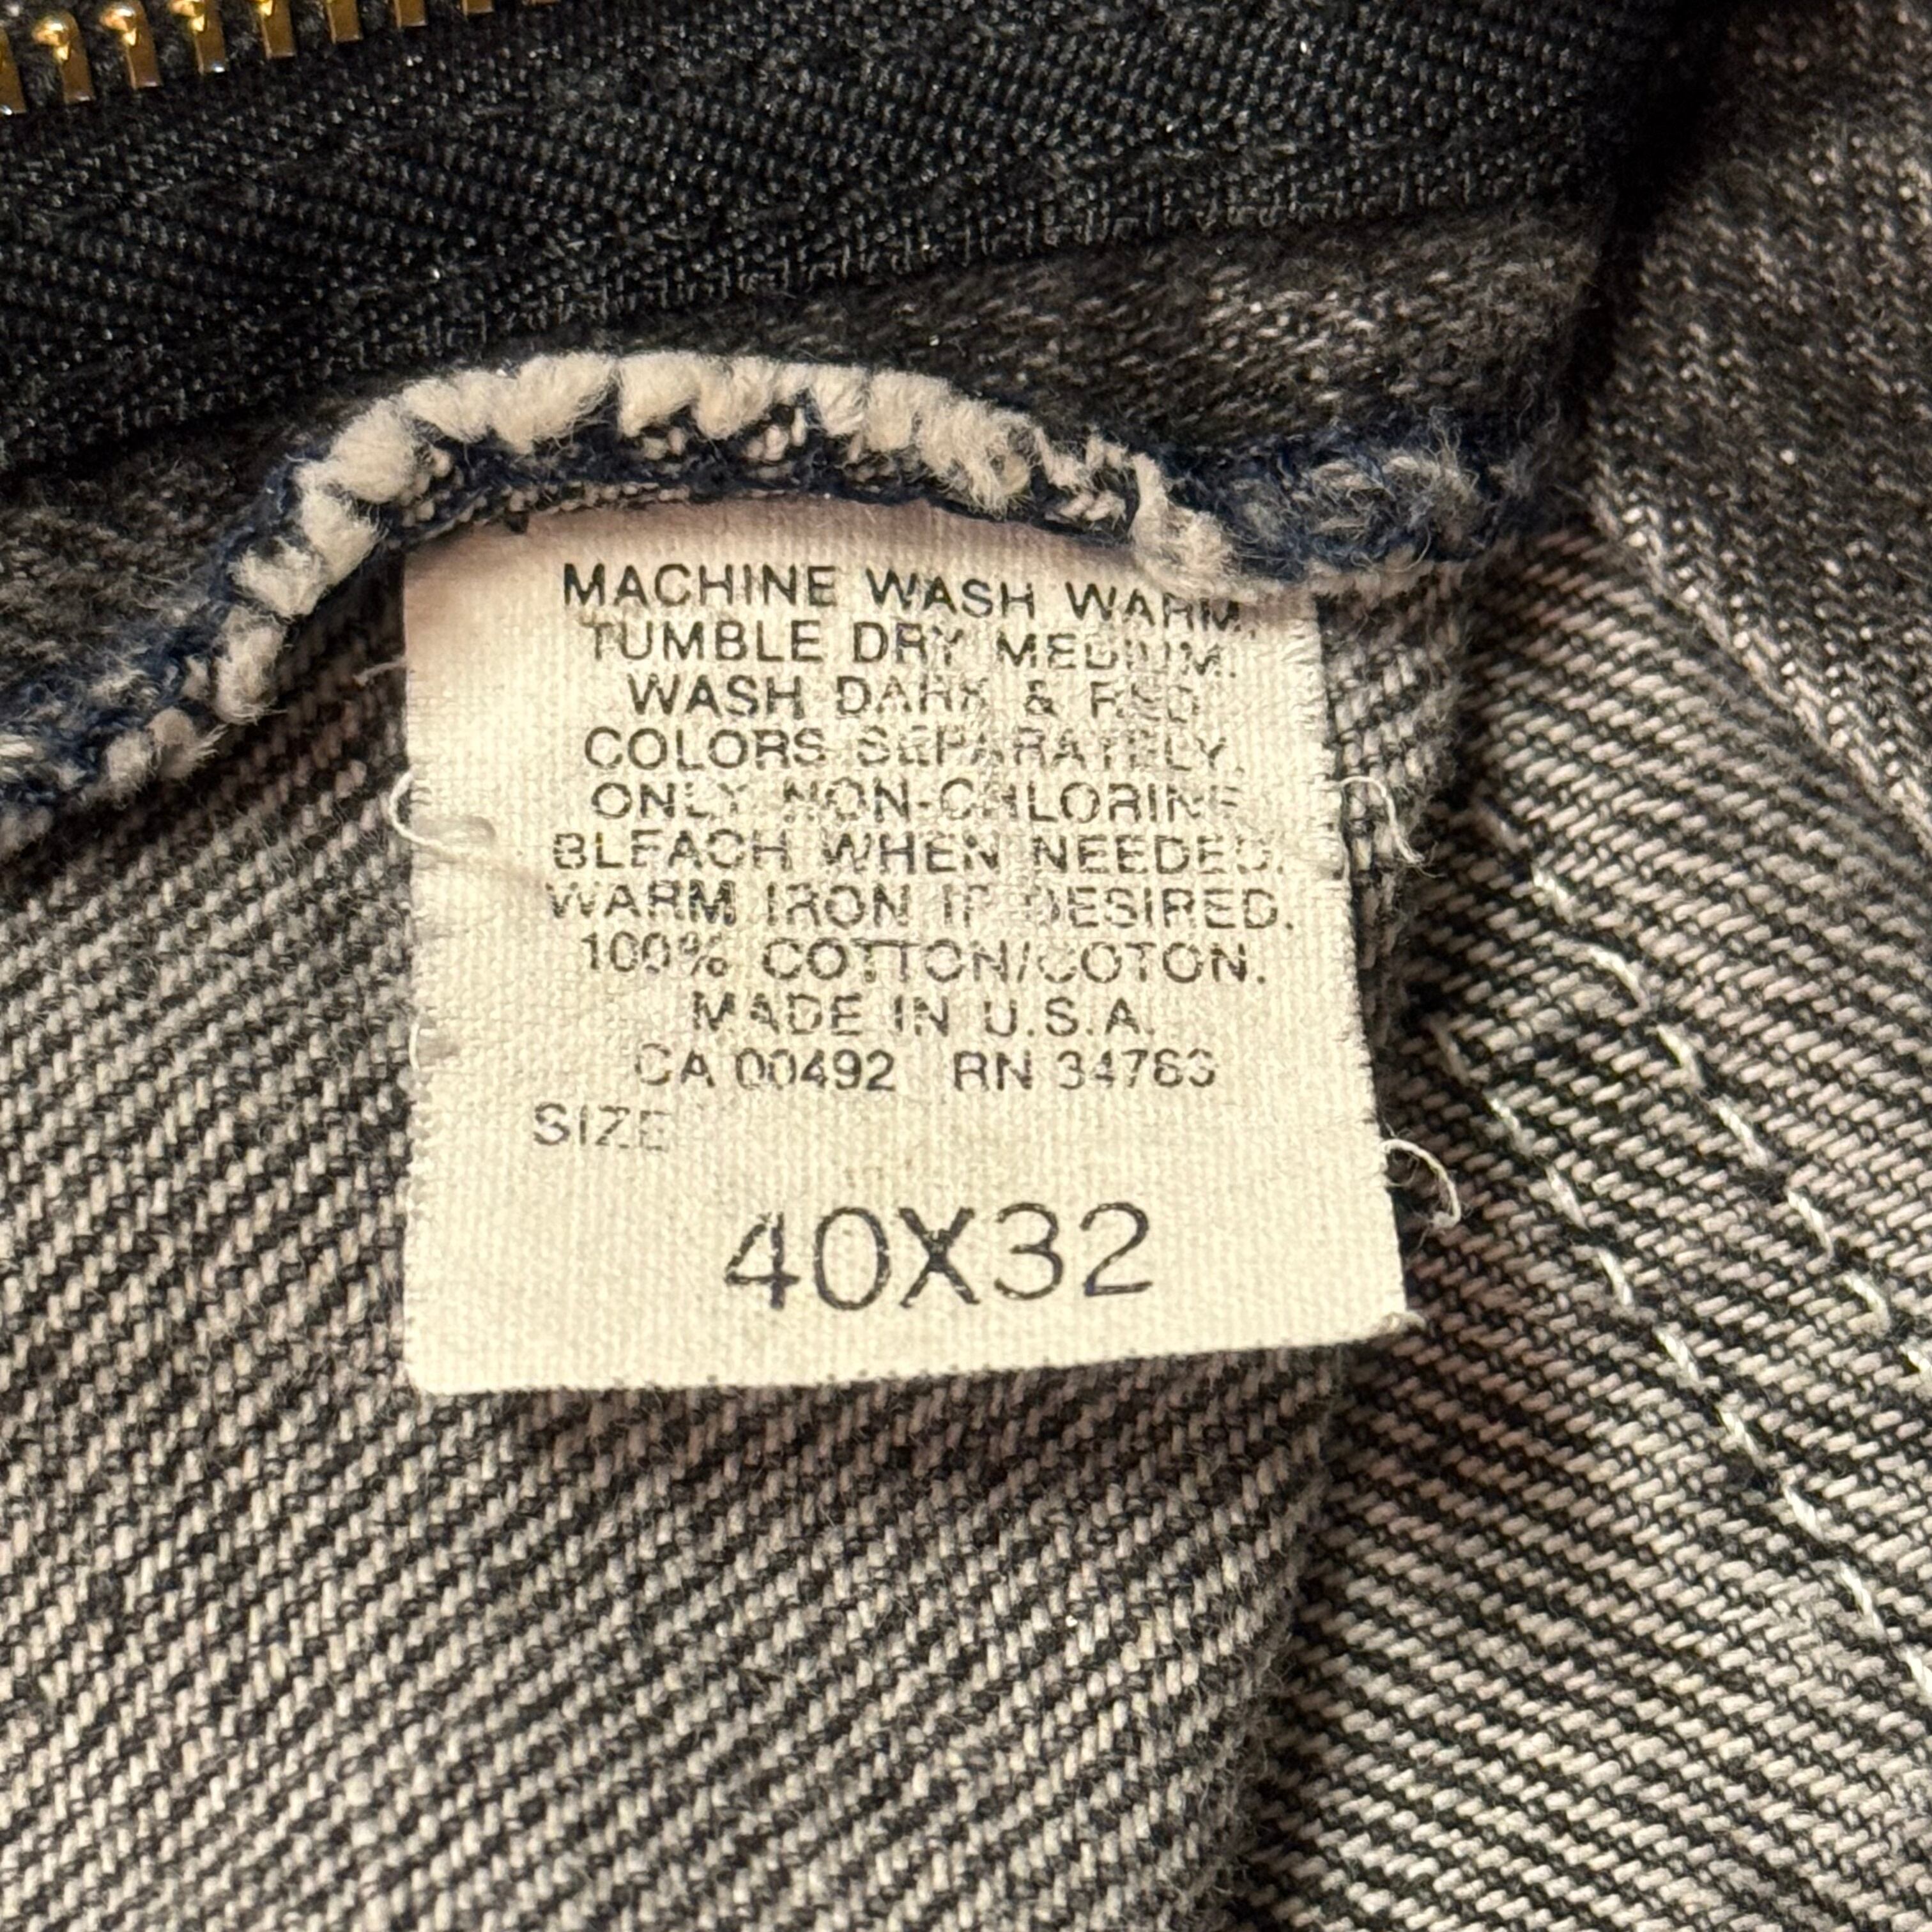 MACHINE WASH WARM.
TUMBLE DRY MEDIUM.
WASH DARK & RED
COLORS SEPARATELY.
ONLY NON-CHLORINE
BLEACH WHEN NEEDED.
WARM IRON IF DESIRED.
100% COTTON/COTON.
MADE IN U.S.A.
CA 00492 RN 34763
SIZE
40X32